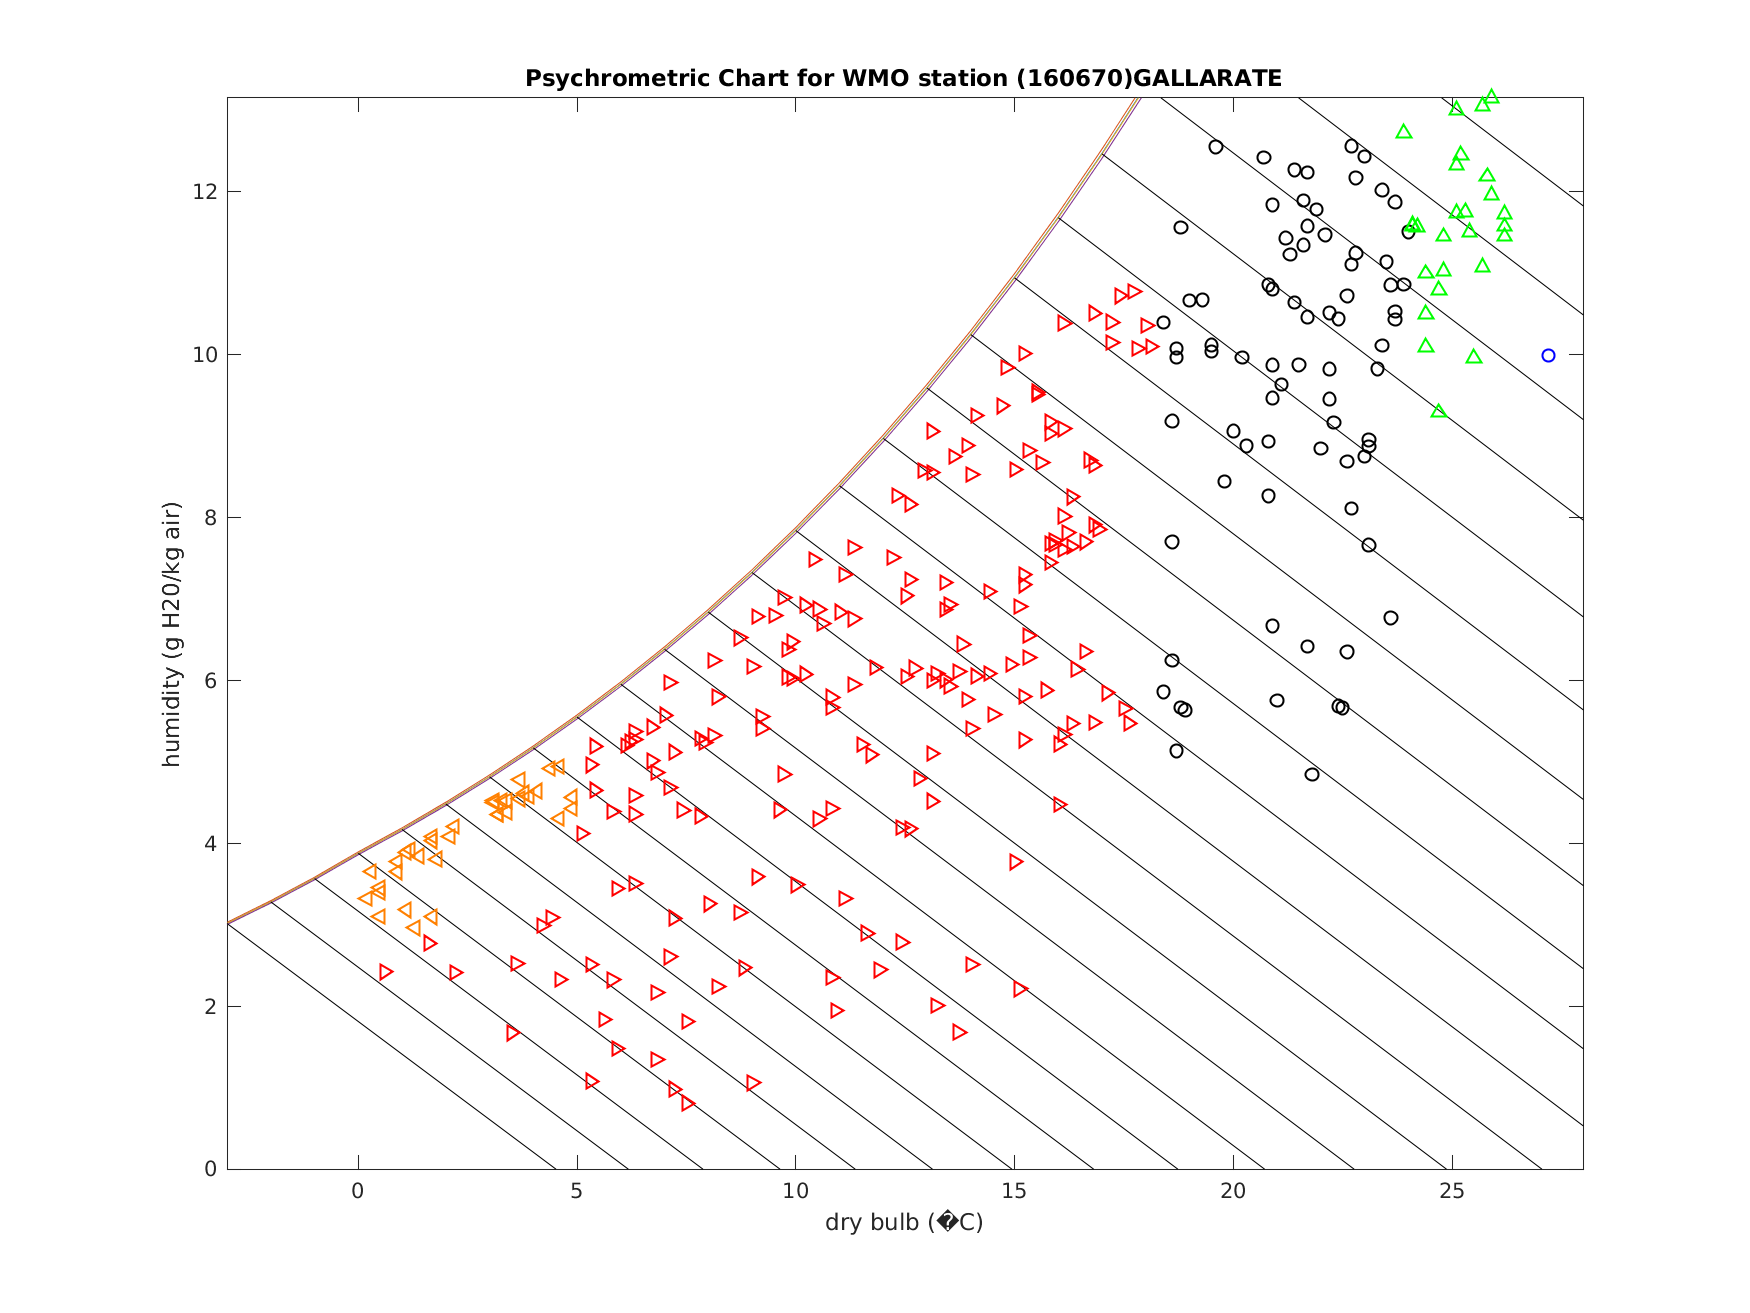 Psychrometric Chart for WMO station (160670)GALLARATE
humidity (g H20/kg air)
12
10
8
6
4
2
0
0 5 10 15 20 25
dry bulb (�C)